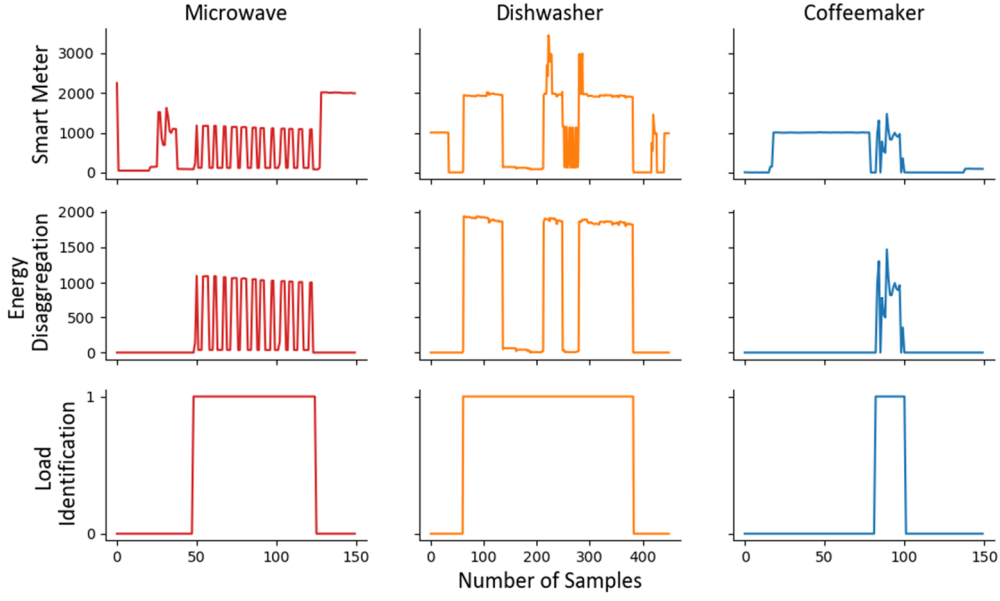 Microwave
Dishwasher
Coffeemaker
Smart Meter
3000
2000
1000
0
Energy
Disaggregation
2000
1500
1000
500
0
Load
Identification
1
0
0 50 100 150
0 100 200 300 400
0 50 100 150
Number of Samples